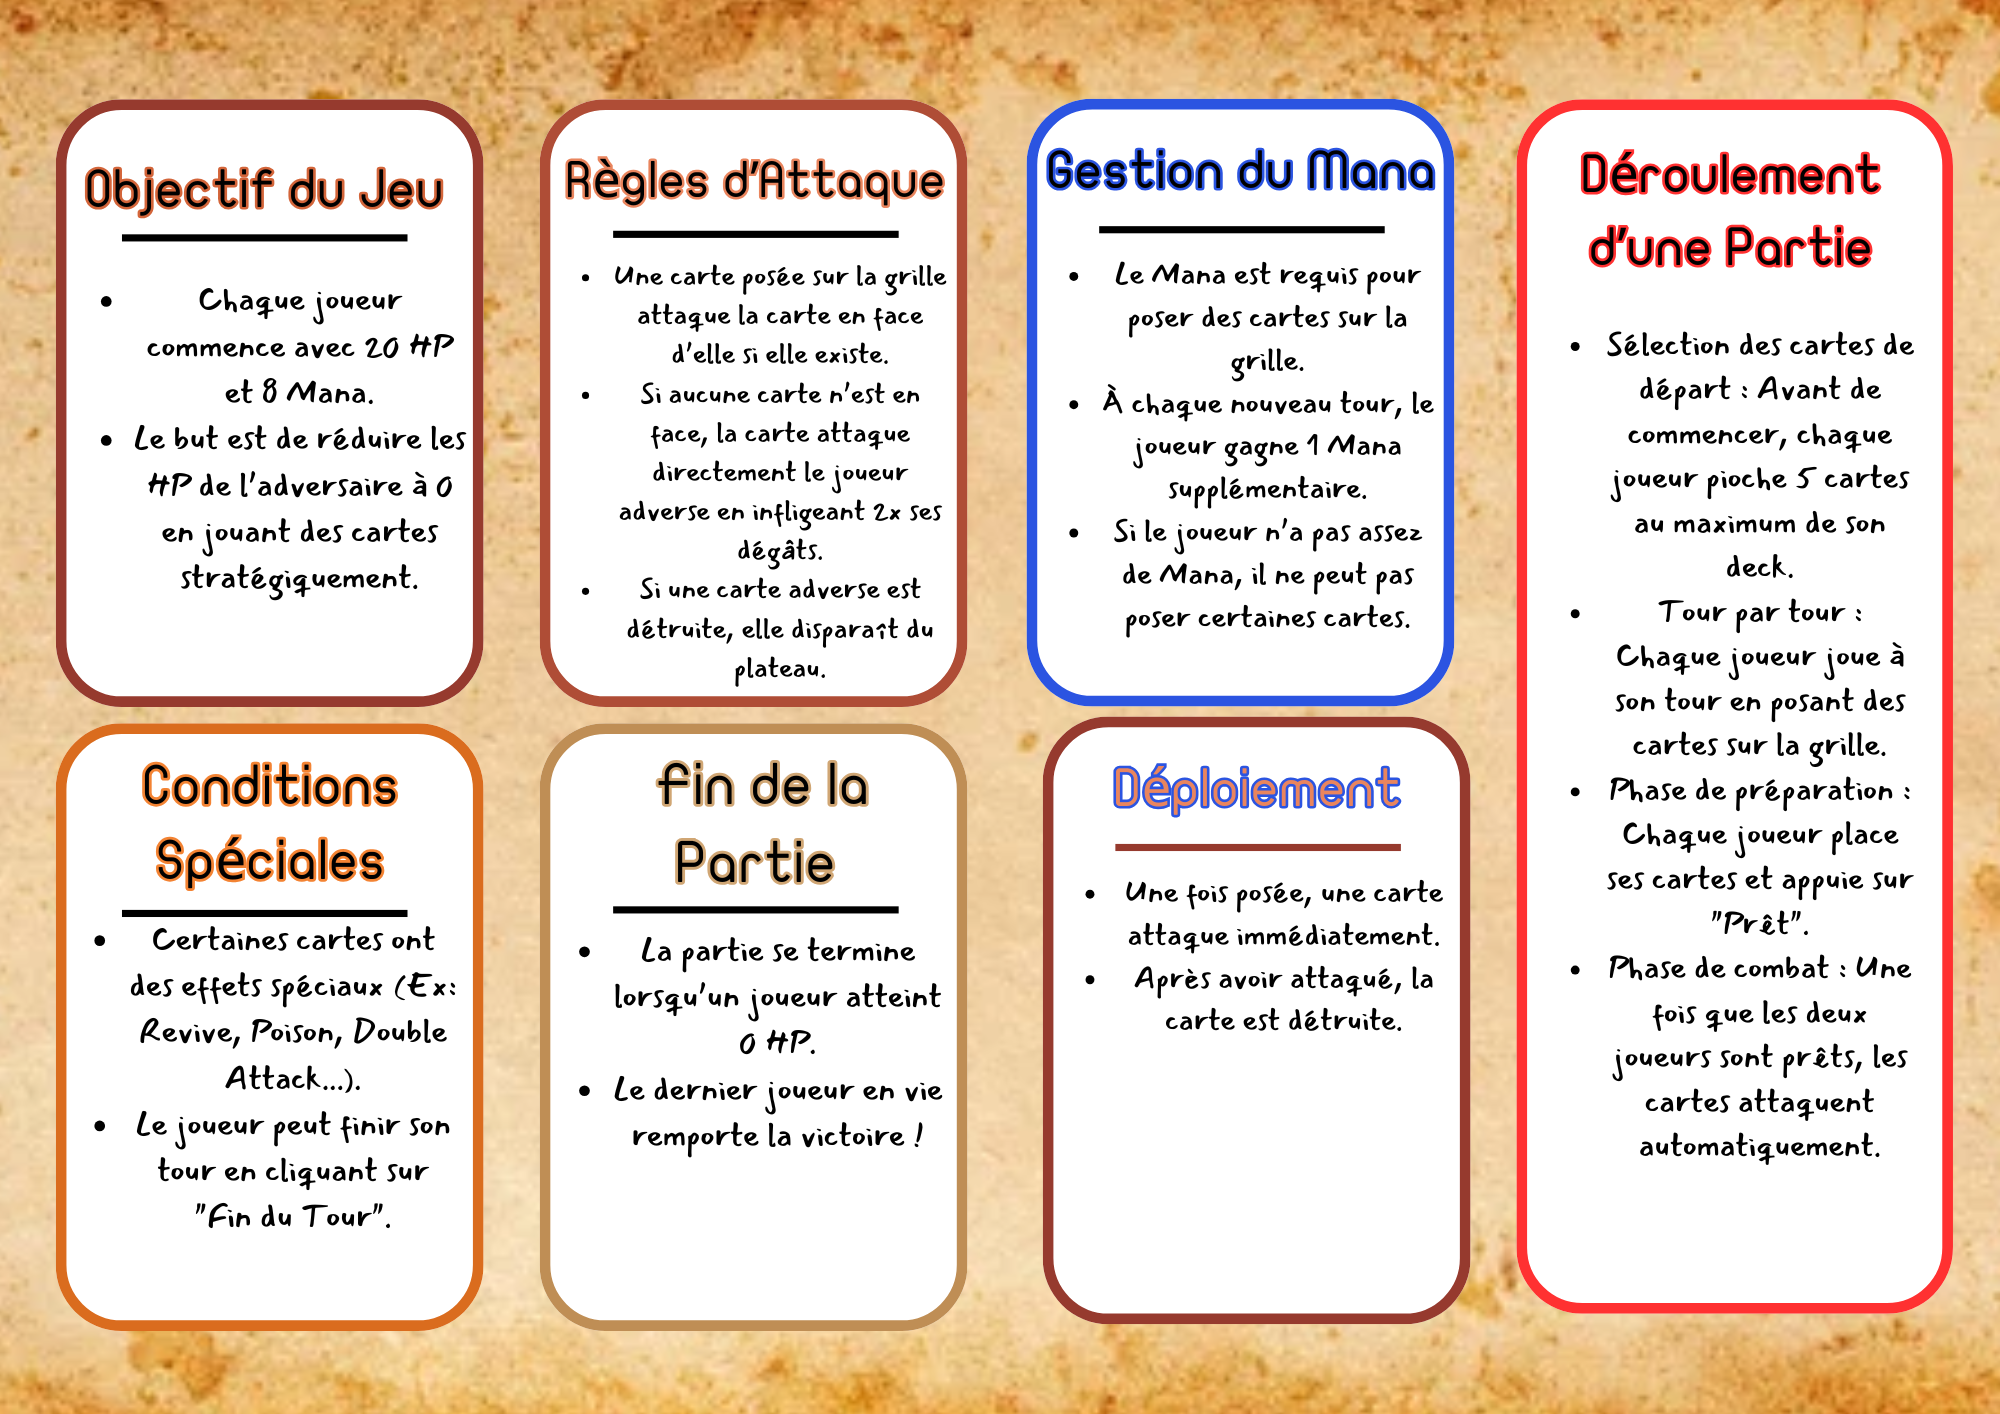 Objectif du Jeu
• Chaque joueur
commence avec 20 HP
et 8 Mana.
• Le but est de réduire les
HP de l'adversaire à 0
en jouant des cartes
stratégiquement.
Règles d'Attaque
• Une carte posée sur la grille
attaque la carte en face
d'elle si elle existe.
• Si aucune carte n'est en
face, la carte attaque
directement le joueur
adverse en infligeant 2x ses
dégâts.
• Si une carte adverse est
détruite, elle disparaît du
plateau.
Gestion du Mana
• Le Mana est requis pour
poser des cartes sur la
grille.
• À chaque nouveau tour, le
joueur gagne 1 Mana
supplémentaire.
• Si le joueur n'a pas assez
de Mana, il ne peut pas
poser certaines cartes.
Déroulement
d'une Partie
• Sélection des cartes de
départ : Avant de
commencer, chaque
joueur pioche 5 cartes
au maximum de son
deck.
• Tour par tour :
Chaque joueur joue à
son tour en posant des
cartes sur la grille.
• Phase de préparation :
Chaque joueur place
ses cartes et appuie sur
"Prêt".
• Phase de combat : Une
fois que les deux
joueurs sont prêts, les
cartes attaquent
automatiquement.
Conditions
Spéciales
• Certaines cartes ont
des effets spéciaux (Ex:
Revive, Poison, Double
Attack...).
• Le joueur peut finir son
tour en cliquant sur
"Fin du Tour".
Fin de la
Partie
• La partie se termine
lorsqu'un joueur atteint
0 HP.
• Le dernier joueur en vie
remporte la victoire !
Déploiement
• Une fois posée, une carte
attaque immédiatement.
• Après avoir attaqué, la
carte est détruite.